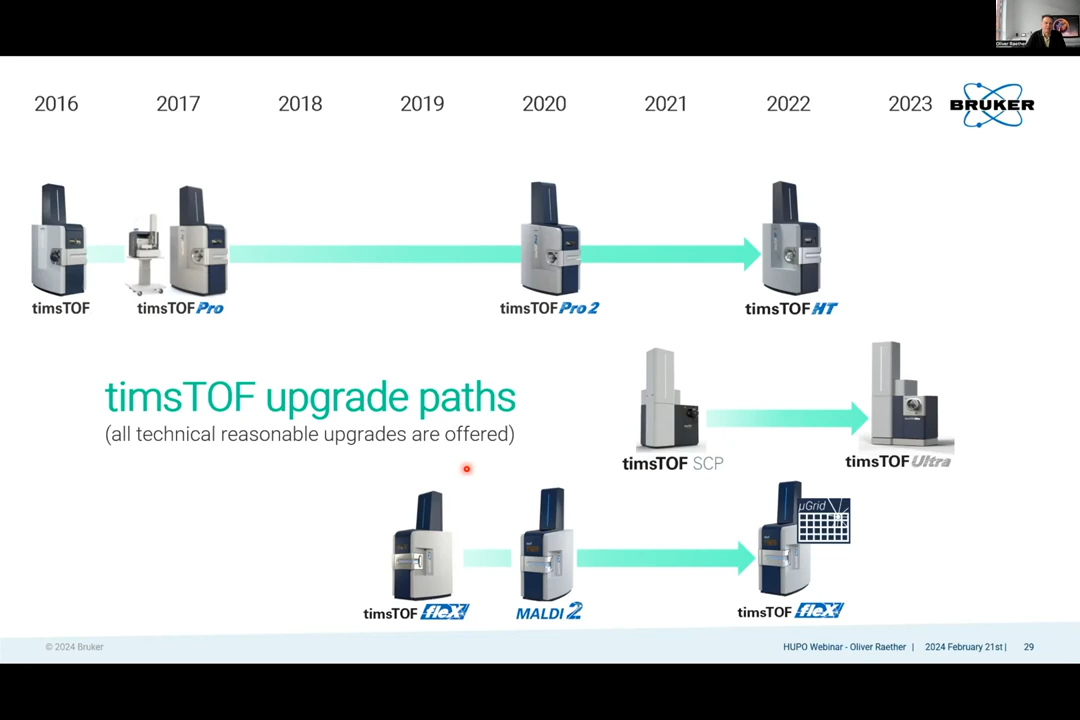 Oliver Raether
2016 2017 2018 2019 2020 2021 2022 2023 BRUKER
timsTOF timsTOF Pro timsTOF Pro 2 timsTOF HT
timsTOF upgrade paths
(all technical reasonable upgrades are offered)
timsTOF SCP timsTOF Ultra
µGrid
timsTOF fleX MALDI 2 timsTOF fleX
© 2024 Bruker HUPO Webinar - Oliver Raether | 2024 February 21st | 29